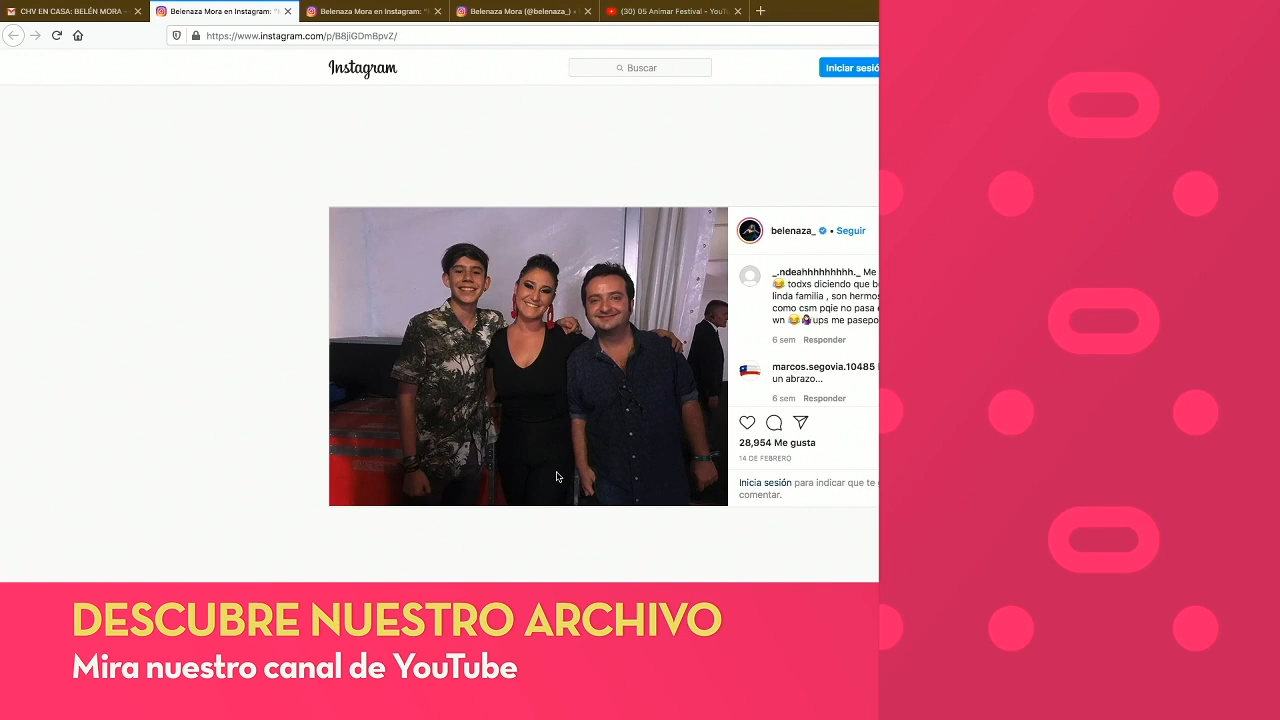 CHV EN CASA: BELÉN MORA -
Belenaza Mora en Instagram: "
Belenaza Mora en Instagram: "
Belenaza Mora (@belenaza_) •
(30) 05 Animar Festival - YouT
https://www.instagram.com/p/B8jiGDmBpvZ/
Instagram
Buscar
Iniciar sesió
belenaza_ • Seguir
_.ndeahhhhhhhhh._ Me
😂 todxs diciendo que b
linda familia , son hermos
como csm pqie no pasa
wn 😂🤷🏿‍♀️ups me pasepo
6 sem Responder
marcos.segovia.10485
un abrazo...
6 sem Responder
28,954 Me gusta
14 DE FEBRERO
Inicia sesión para indicar que te
comentar.
DESCUBRE NUESTRO ARCHIVO
Mira nuestro canal de YouTube